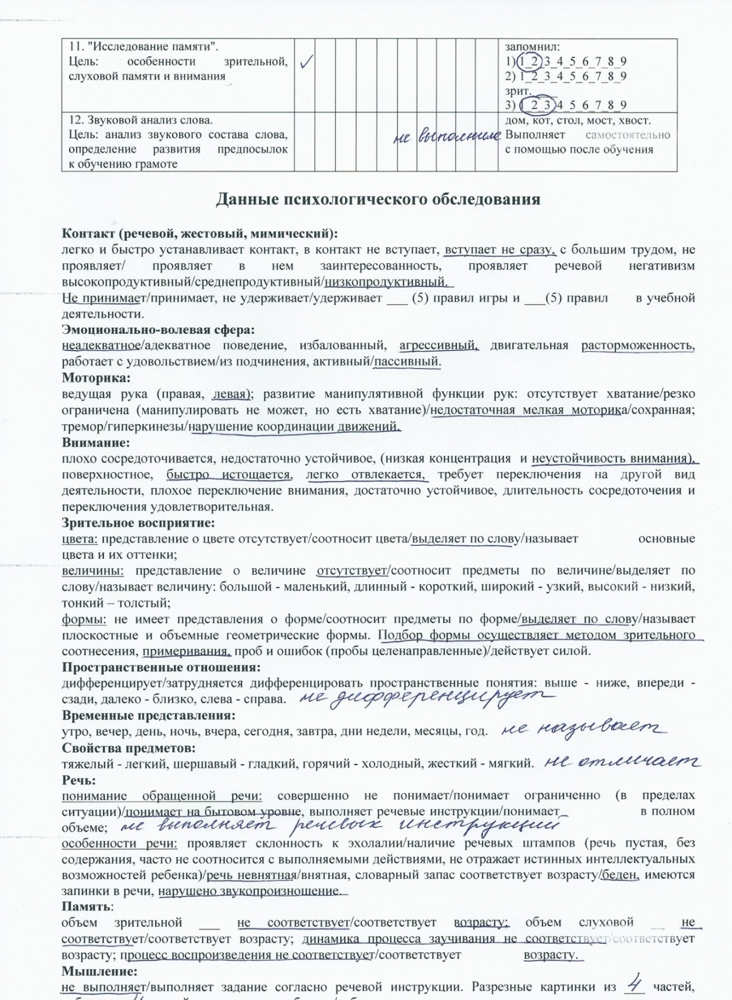 11. "Исследование памяти".
Цель: особенности зрительной,
слуховой памяти и внимания
✓
запомнил:
1) 1_2_3_4_5_6_7_8_9
2) 1_2_3_4_5_6_7_8_9
зрит. ___
3) 1_2_3_4_5_6_7_8_9
12. Звуковой анализ слова.
Цель: анализ звукового состава слова,
определение развития предпосылок
к обучению грамоте
не выполнила
дом, кот, стол, мост, хвост.
Выполняет самостоятельно
с помощью после обучения
Данные психологического обследования
Контакт (речевой, жестовый, мимический):
легко и быстро устанавливает контакт, в контакт не вступает, вступает не сразу, с большим трудом, не
проявляет/ проявляет в нем заинтересованность, проявляет речевой негативизм
высокопродуктивный/среднепродуктивный/низкопродуктивный.
Не принимает/принимает, не удерживает/удерживает ___ (5) правил игры и ___(5) правил в учебной
деятельности.
Эмоционально-волевая сфера:
неадекватное/адекватное поведение, избалованный, агрессивный, двигательная расторможенность,
работает с удовольствием/из подчинения, активный/пассивный.
Моторика:
ведущая рука (правая, левая); развитие манипулятивной функции рук: отсутствует хватание/резко
ограничена (манипулировать не может, но есть хватание)/недостаточная мелкая моторика/сохранная;
тремор/гиперкинезы/нарушение координации движений.
Внимание:
плохо сосредоточивается, недостаточно устойчивое, (низкая концентрация и неустойчивость внимания),
поверхностное, быстро истощается, легко отвлекается, требует переключения на другой вид
деятельности, плохое переключение внимания, достаточно устойчивое, длительность сосредоточения и
переключения удовлетворительная.
Зрительное восприятие:
цвета: представление о цвете отсутствует/соотносит цвета/выделяет по слову/называет основные
цвета и их оттенки;
величины: представление о величине отсутствует/соотносит предметы по величине/выделяет по
слову/называет величину: большой - маленький, длинный - короткий, широкий - узкий, высокий - низкий,
тонкий – толстый;
формы: не имеет представления о форме/соотносит предметы по форме/выделяет по слову/называет
плоскостные и объемные геометрические формы. Подбор формы осуществляет методом зрительного
соотнесения, примеривания, проб и ошибок (пробы целенаправленные)/действует силой.
Пространственные отношения:
дифференцирует/затрудняется дифференцировать пространственные понятия: выше - ниже, впереди -
сзади, далеко - близко, слева - справа. не дифференцирует
Временные представления:
утро, вечер, день, ночь, вчера, сегодня, завтра, дни недели, месяцы, год. не называет
Свойства предметов:
тяжелый - легкий, шершавый - гладкий, горячий - холодный, жесткий - мягкий. не отличает
Речь:
понимание обращенной речи: совершенно не понимает/понимает ограниченно (в пределах
ситуации)/понимает на бытовом уровне, выполняет речевые инструкции/понимает_ в полном
объеме; не выполняет речевых инструкции
особенности речи: проявляет склонность к эхолалии/наличие речевых штампов (речь пустая, без
содержания, часто не соотносится с выполняемыми действиями, не отражает истинных интеллектуальных
возможностей ребенка)/речь невнятная/внятная, словарный запас соответствует возрасту/беден, имеются
запинки в речи, нарушено звукопроизношение.
Память:
объем зрительной ___ не соответствует/соответствует возрасту; объем слуховой __ не
соответствует/соответствует возрасту; динамика процесса заучивания не соответствует/соответствует
возрасту; процесс воспроизведения не соответствует/соответствует возрасту.
Мышление:
не выполняет/выполняет задание согласно речевой инструкции. Разрезные картинки из 4 частей,